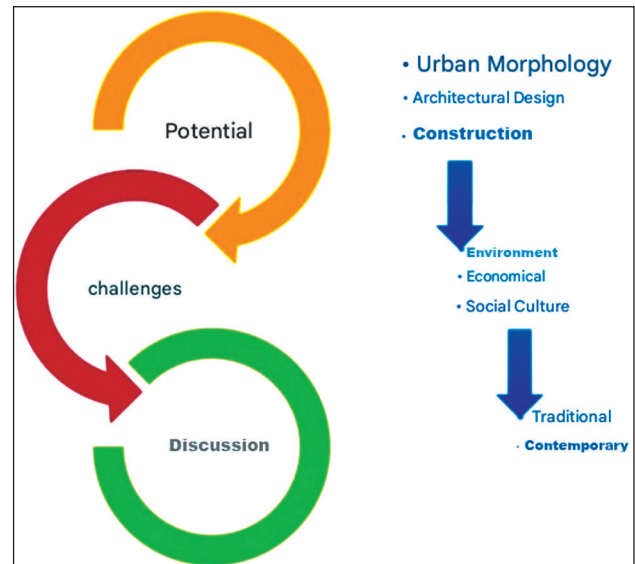 Potential
• Urban Morphology
• Architectural Design
• Construction
challenges
• Environment
• Economical
• Social Culture
Discussion
• Traditional
• Contemporary